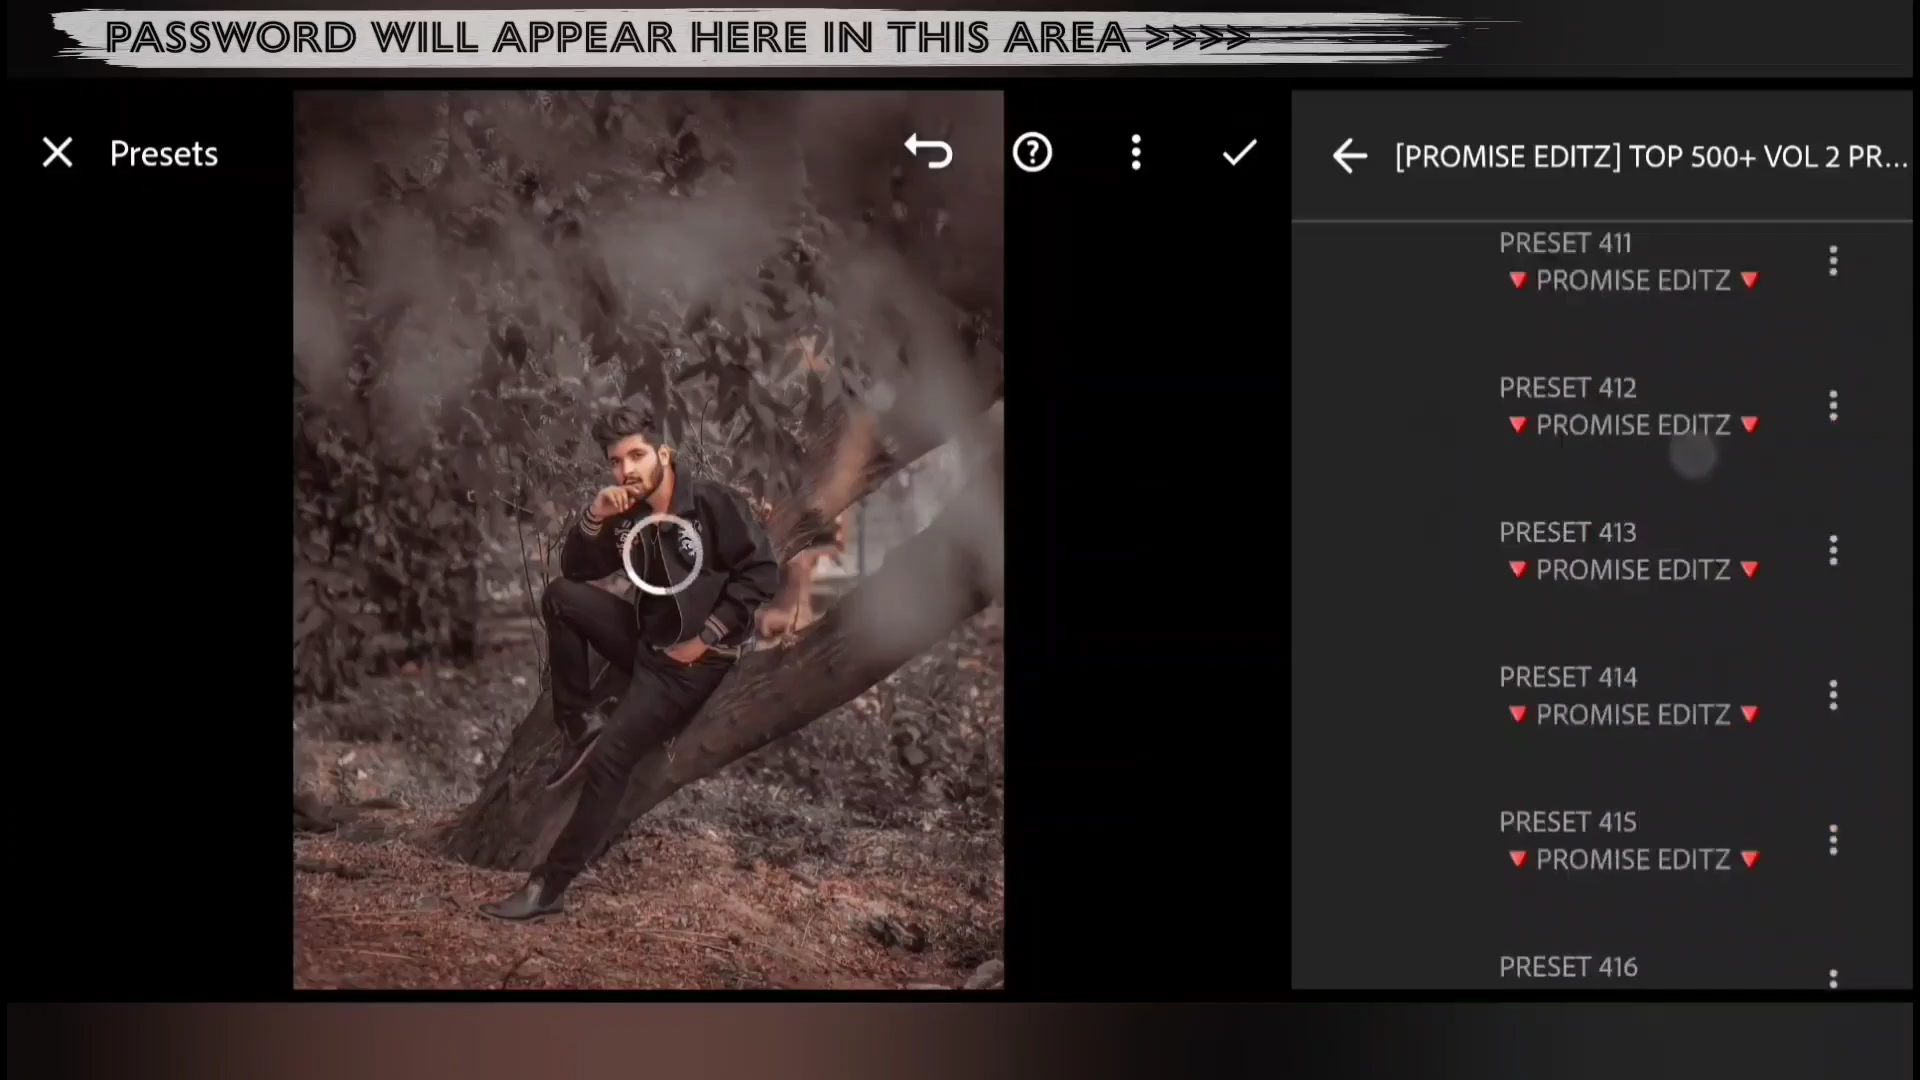 PASSWORD WILL APPEAR HERE IN THIS AREA >>>>
Presets
[PROMISE EDITZ] TOP 500+ VOL 2 PR...
PRESET 411
🔻 PROMISE EDITZ 🔻
PRESET 412
🔻 PROMISE EDITZ 🔻
PRESET 413
🔻 PROMISE EDITZ 🔻
PRESET 414
🔻 PROMISE EDITZ 🔻
PRESET 415
🔻 PROMISE EDITZ 🔻
PRESET 416